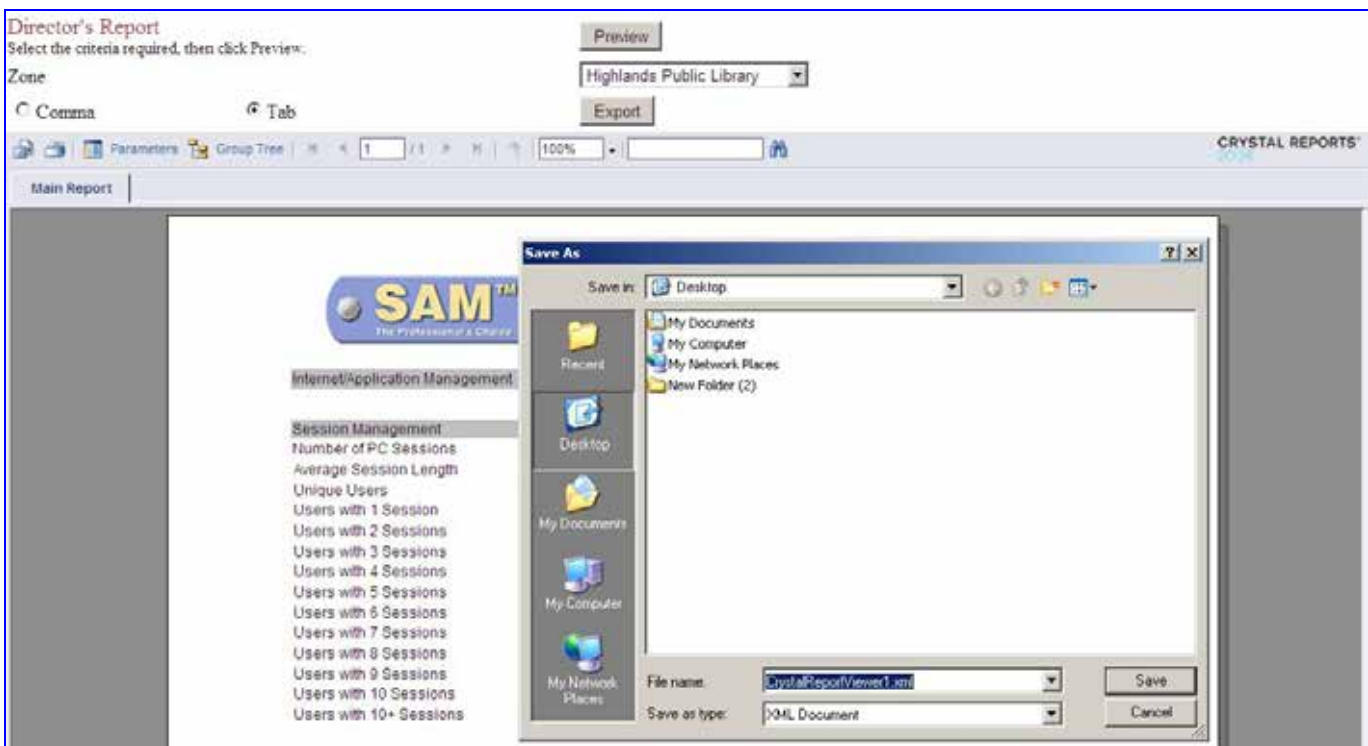 Director's Report
Select the criteria required, then click Preview.
Preview
Zone
Highlands Public Library
Comma
Tab
Export
Parameters
Group Tree
1
/ 1
100%
CRYSTAL REPORTS
Main Report
SAM™
The Professional's Choice
Internet/Application Management
Session Management
Number of PC Sessions
Average Session Length
Unique Users
Users with 1 Session
Users with 2 Sessions
Users with 3 Sessions
Users with 4 Sessions
Users with 5 Sessions
Users with 6 Sessions
Users with 7 Sessions
Users with 8 Sessions
Users with 9 Sessions
Users with 10 Sessions
Users with 10+ Sessions
Save As
Save in:
Desktop
My Documents
My Computer
My Network Places
New Folder (2)
Recent
Desktop
My Documents
My Computer
My Network
Places
File name:
CrystalReportViewer1.xml
Save
Save as type:
XML Document
Cancel